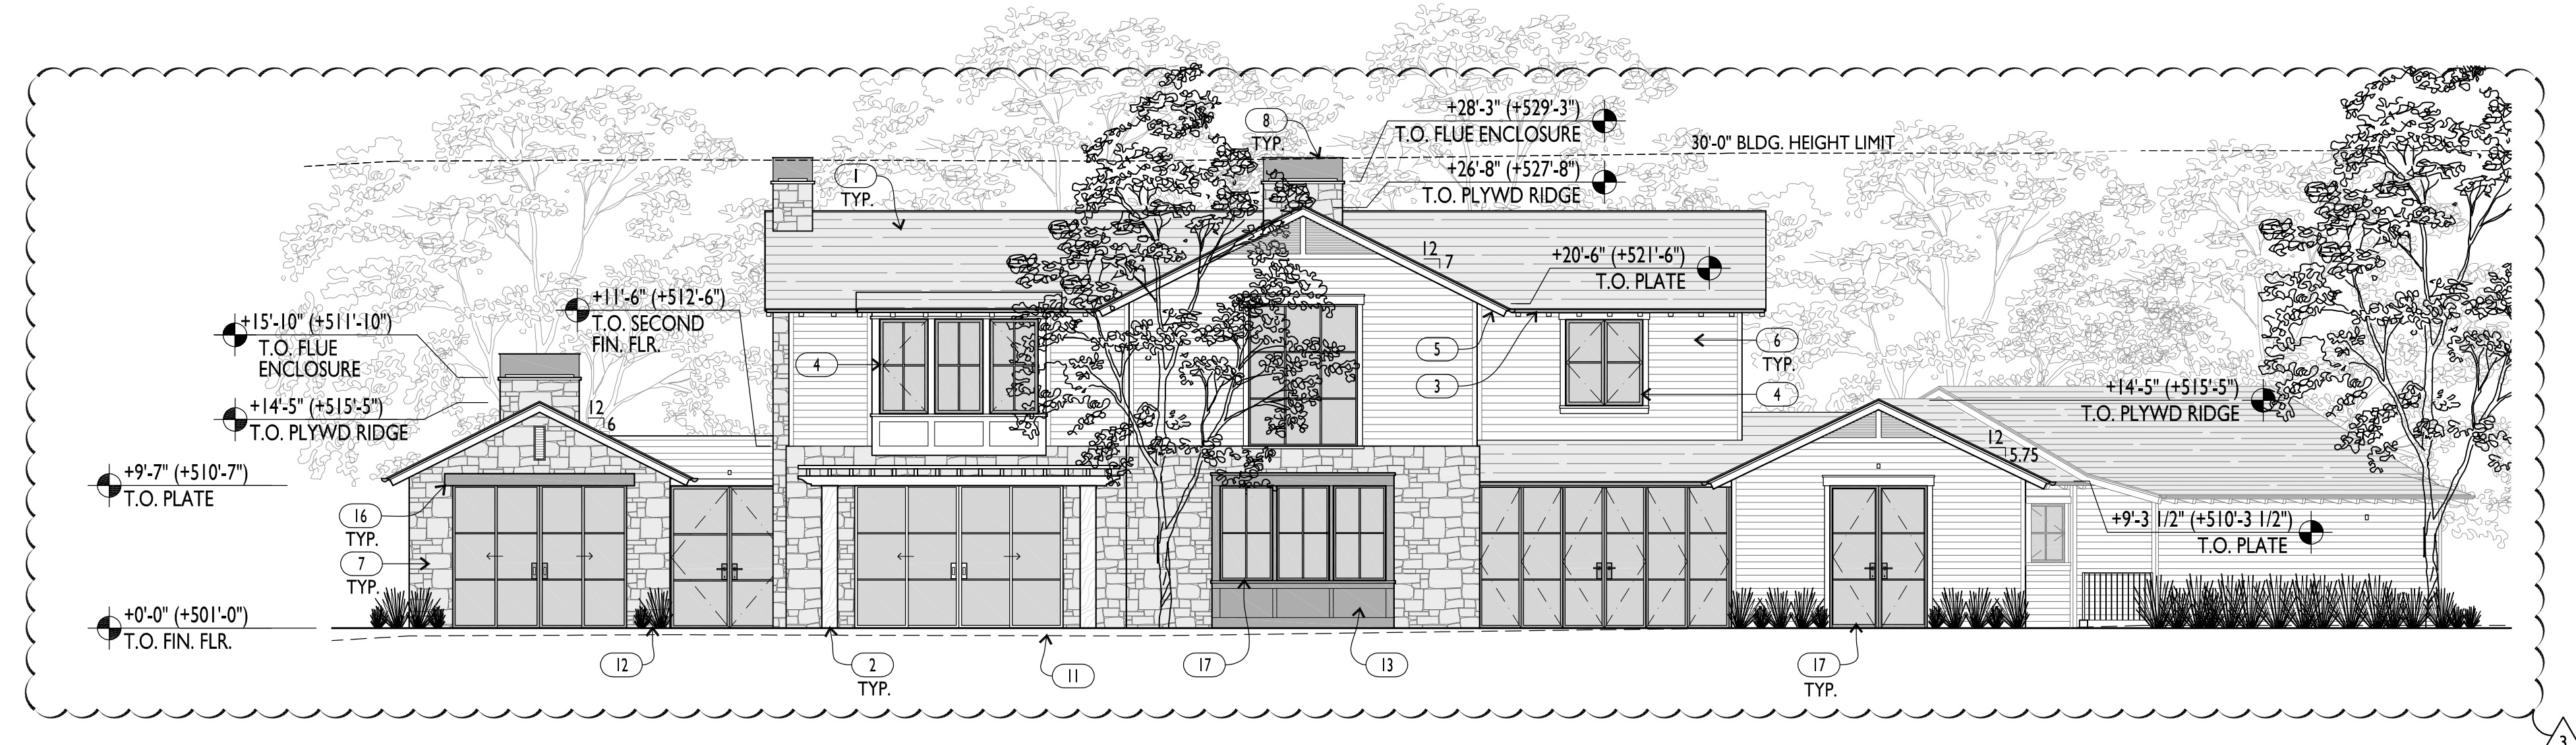 +28'-3" (+529'-3")
T.O. FLUE ENCLOSURE
8
TYP.
30'-0" BLDG. HEIGHT LIMIT
+26'-8" (+527'-8")
T.O. PLYWD RIDGE
1
TYP.
12
7
+20'-6" (+521'-6")
T.O. PLATE
+11'-6" (+512'-6")
T.O. SECOND
FIN. FLR.
+15'-10" (+511'-10")
T.O. FLUE
ENCLOSURE
5
6
TYP.
4
3
4
+14'-5" (+515'-5")
T.O. PLYWD RIDGE
12
6
+14'-5" (+515'-5")
T.O. PLYWD RIDGE
12
5.75
+9'-7" (+510'-7")
T.O. PLATE
16
TYP.
+9'-3 1/2" (+510'-3 1/2")
T.O. PLATE
7
TYP.
+0'-0" (+501'-0")
T.O. FIN. FLR.
12
2
TYP.
11
17
13
17
TYP.
3